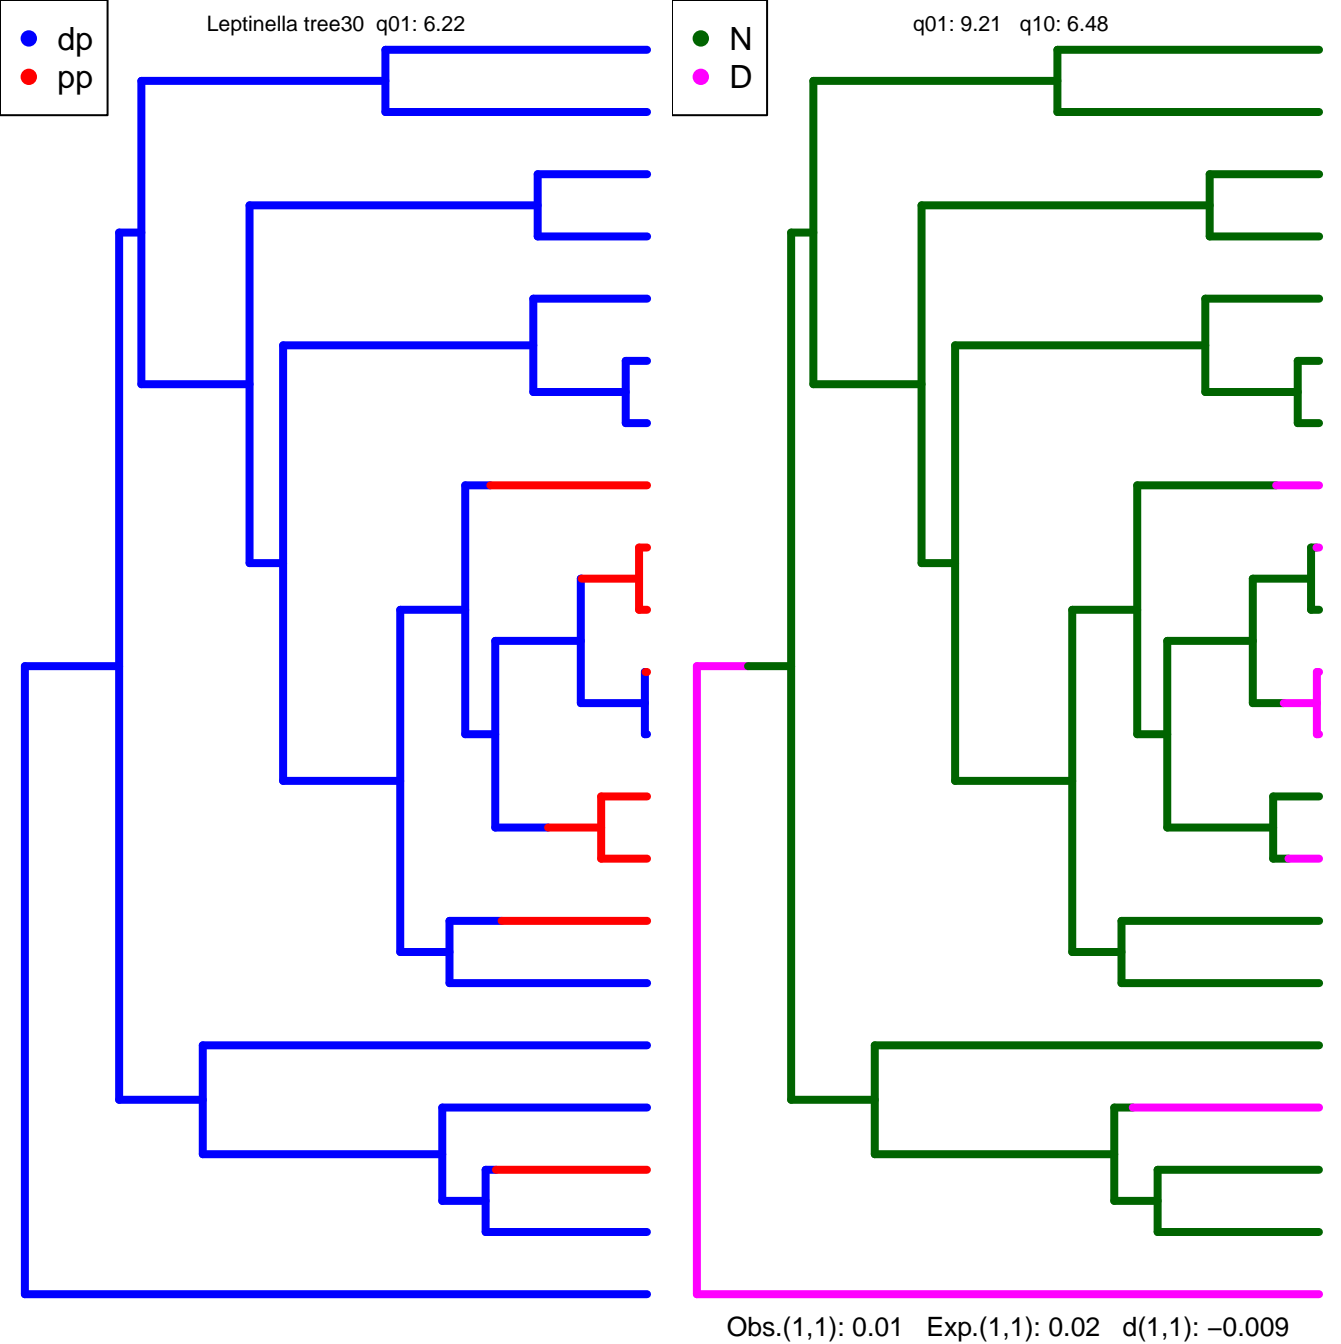 Leptinella tree30 q01: 6.22
dp
pp
q01: 9.21 q10: 6.48
N
D
Obs.(1,1): 0.01 Exp.(1,1): 0.02 d(1,1): −0.009